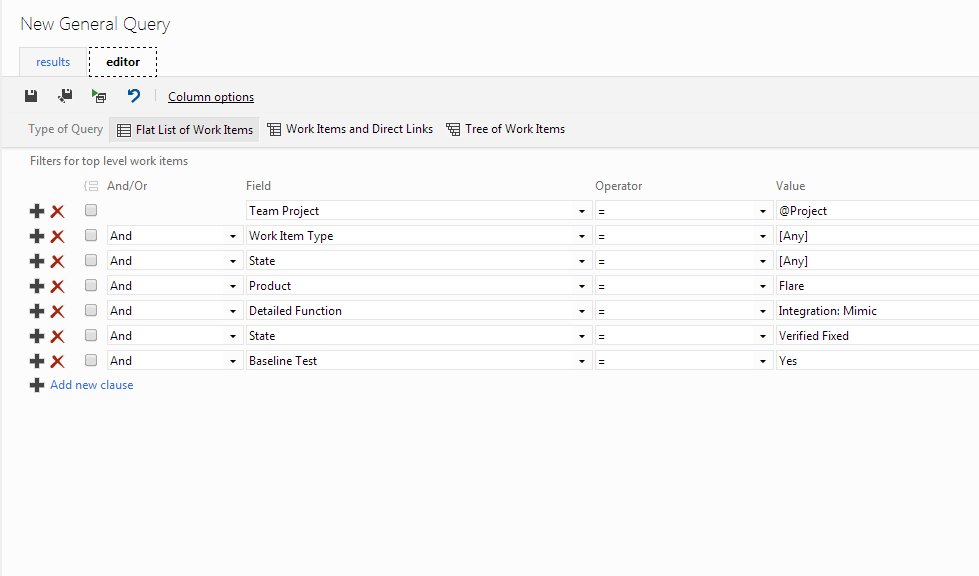 New General Query
results editor
Column options
Type of Query Flat List of Work Items Work Items and Direct Links Tree of Work Items
Filters for top level work items
And/Or Field Operator Value
Team Project = @Project
And Work Item Type = [Any]
And State = [Any]
And Product = Flare
And Detailed Function = Integration: Mimic
And State = Verified Fixed
And Baseline Test = Yes
Add new clause